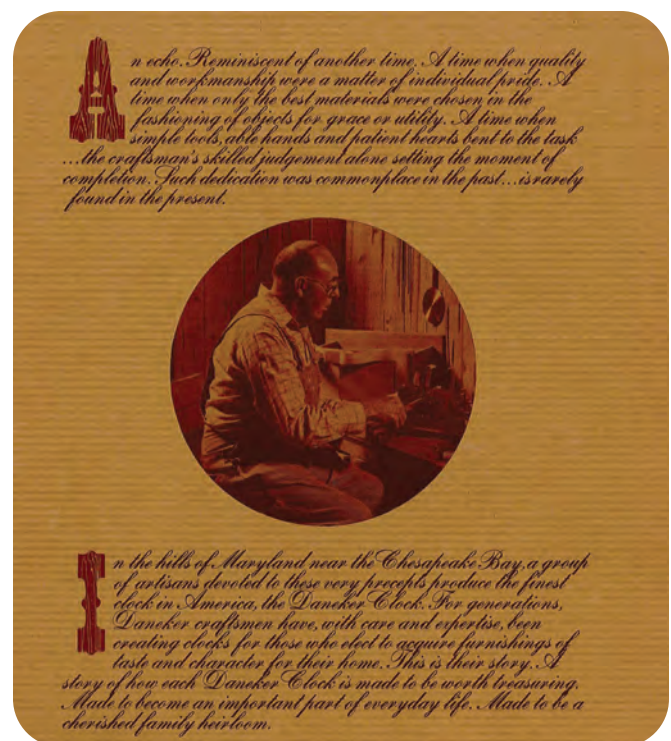 An echo. Reminiscent of another time. A time when quality
and workmanship were a matter of individual pride. A
time when only the best materials were chosen in the
fashioning of objects for grace or utility. A time when
simple tools, able hands and patient hearts bent to the task
...the craftsman's skilled judgement alone setting the moment of
completion. Such dedication was commonplace in the past...is rarely
found in the present.
In the hills of Maryland near the Chesapeake Bay, a group
of artisans devoted to these very precepts produce the finest
clock in America, the Daneker Clock. For generations,
Daneker craftsmen have, with care and expertise, been
creating clocks for those who elect to acquire furnishings of
taste and character for their home. This is their story. A
story of how each Daneker Clock is made to be worth treasuring.
Made to become an important part of everyday life. Made to be a
cherished family heirloom.